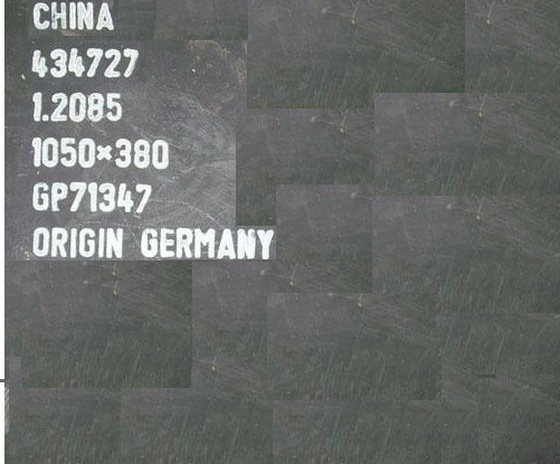 CHINA
434727
1.2085
1050×380
GP71347
ORIGIN GERMANY